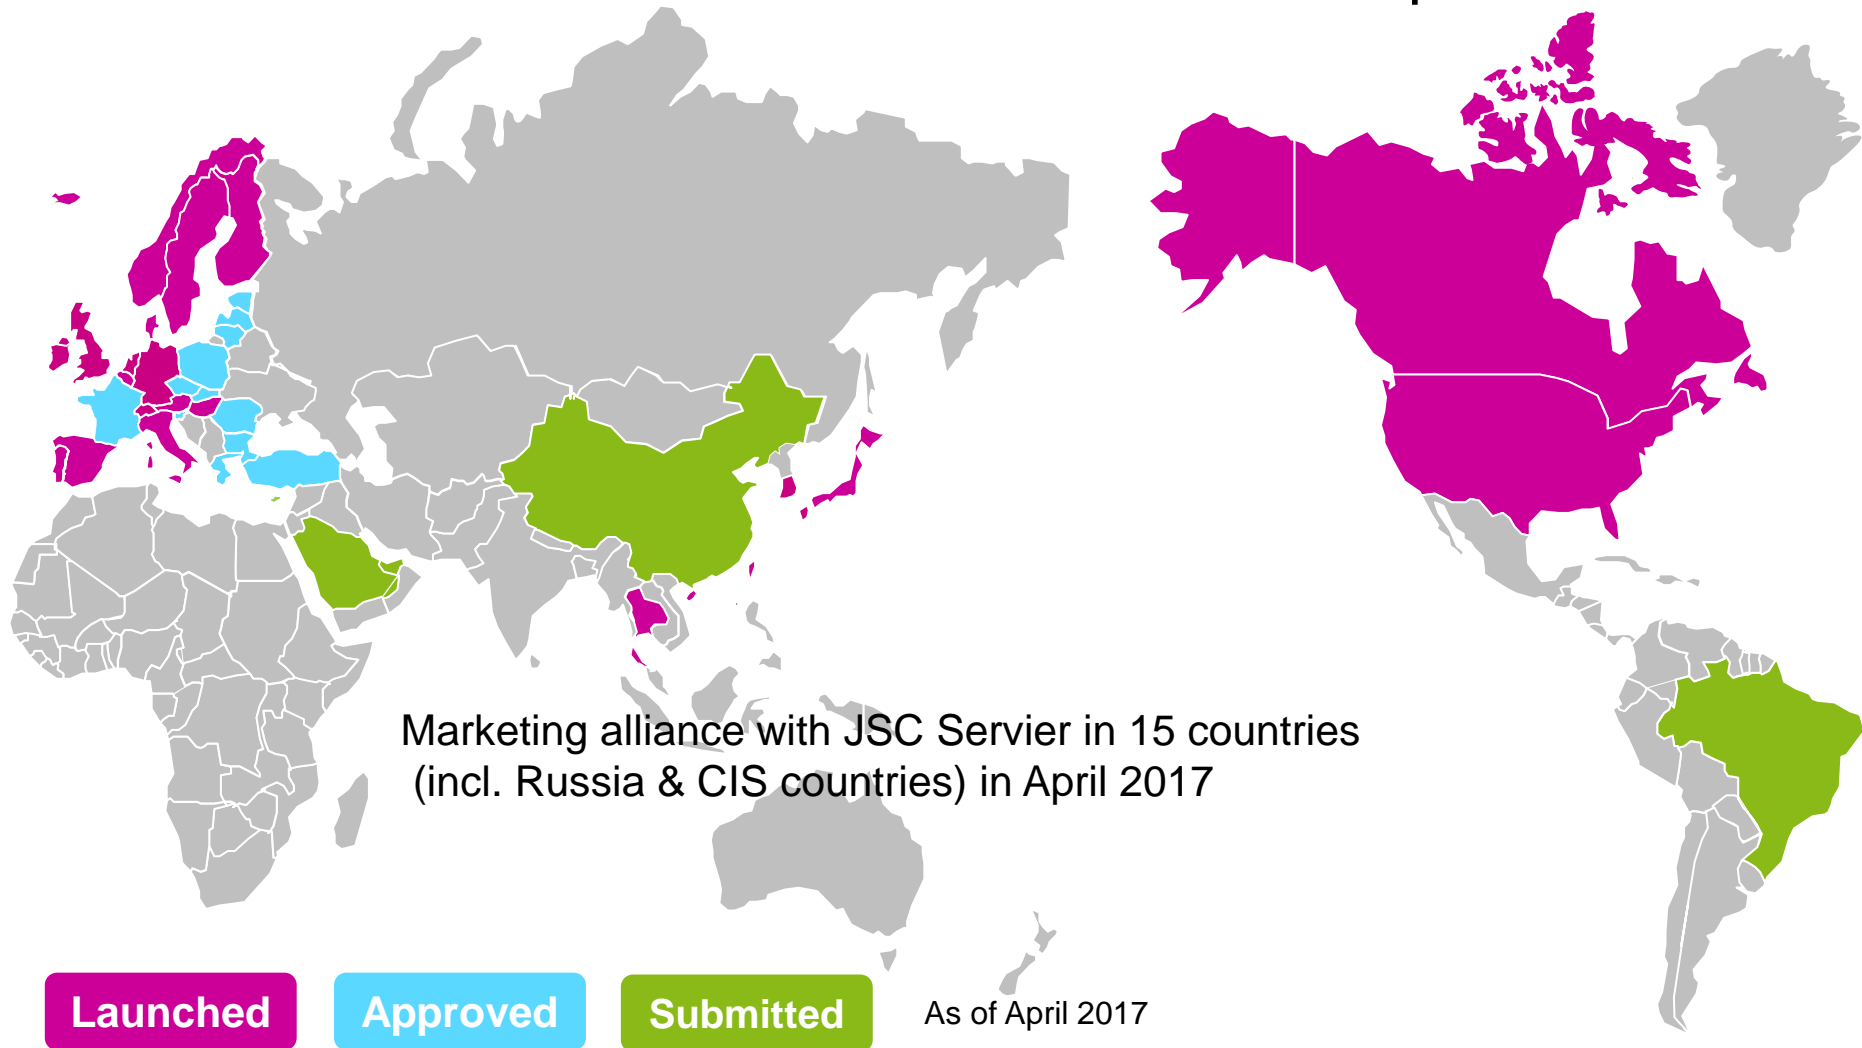 Marketing alliance with JSC Servier in 15 countries
(incl. Russia & CIS countries) in April 2017
Launched
Approved
Submitted
As of April 2017